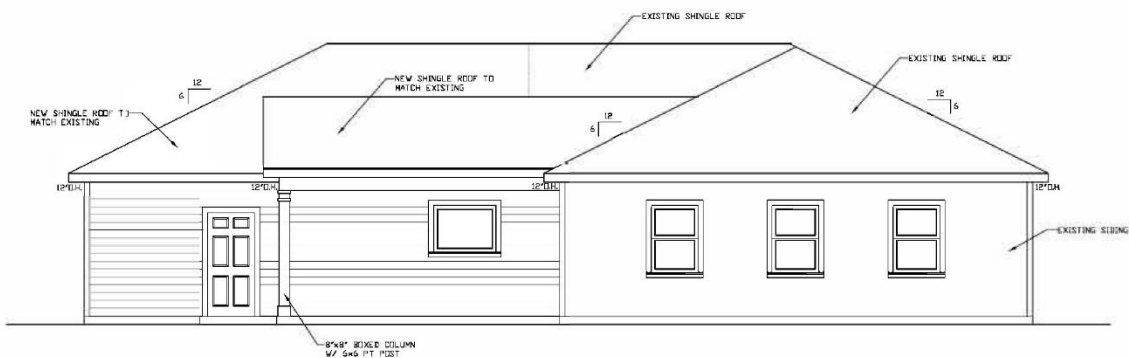 EXISTING SHINGLE ROOF
EXISTING SHINGLE ROOF
12
6
NEW SHINGLE ROOF TO
MATCH EXISTING
12
6
NEW SHINGLE ROOF TO
MATCH EXISTING
12
6
12"O.H.
12"O.H.
12"O.H.
12"O.H.
EXISTING SIDING
8"x8" BOXED COLUMN
W/ 6x6 PT POST